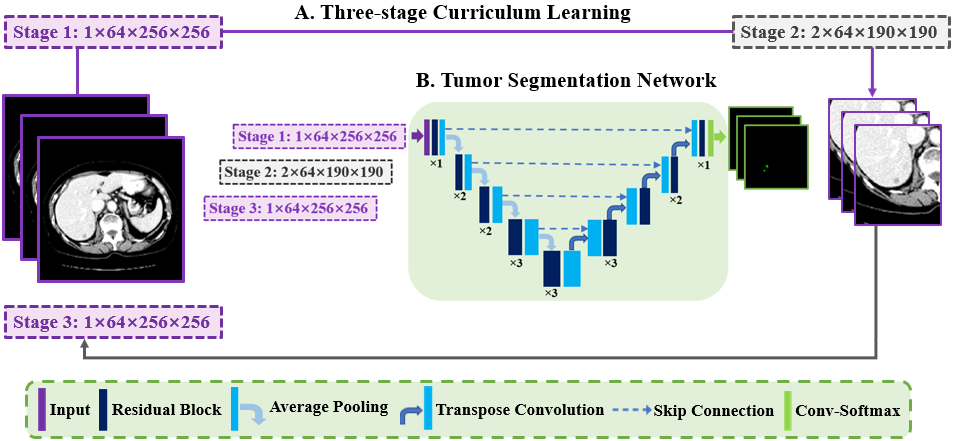 A. Three-stage Curriculum Learning
Stage 1: 1×64×256×256
Stage 2: 2×64×190×190
B. Tumor Segmentation Network
Stage 1: 1×64×256×256
Stage 2: 2×64×190×190
Stage 3: 1×64×256×256
×1
×2
×2
×3
×3
×3
×2
×1
Stage 3: 1×64×256×256
Input
Residual Block
Average Pooling
Transpose Convolution
Skip Connection
Conv-Softmax